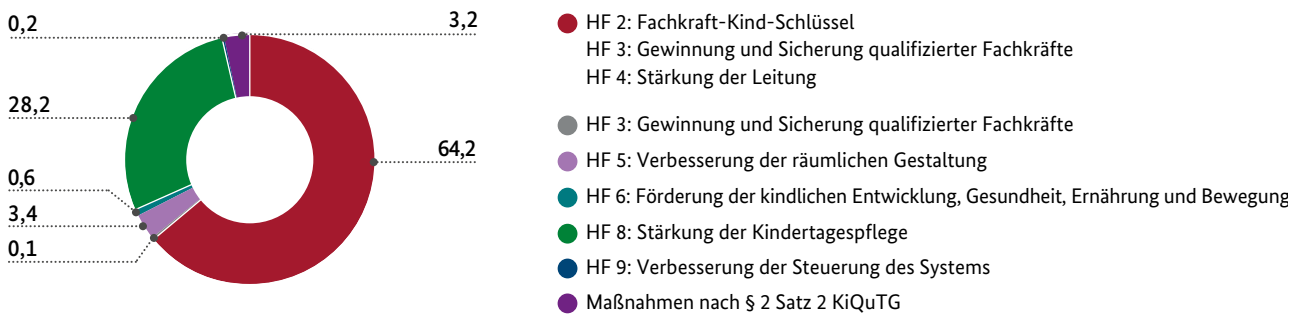 0,2
3,2
28,2
64,2
0,6
3,4
0,1
HF 2: Fachkraft-Kind-Schlüssel
HF 3: Gewinnung und Sicherung qualifizierter Fachkräfte
HF 4: Stärkung der Leitung
HF 3: Gewinnung und Sicherung qualifizierter Fachkräfte
HF 5: Verbesserung der räumlichen Gestaltung
HF 6: Förderung der kindlichen Entwicklung, Gesundheit, Ernährung und Bewegung
HF 8: Stärkung der Kindertagespflege
HF 9: Verbesserung der Steuerung des Systems
Maßnahmen nach § 2 Satz 2 KiQuTG